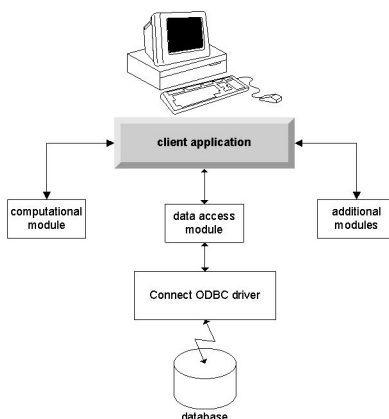 client application
computational
module
data access
module
additional
modules
Connect ODBC driver
database